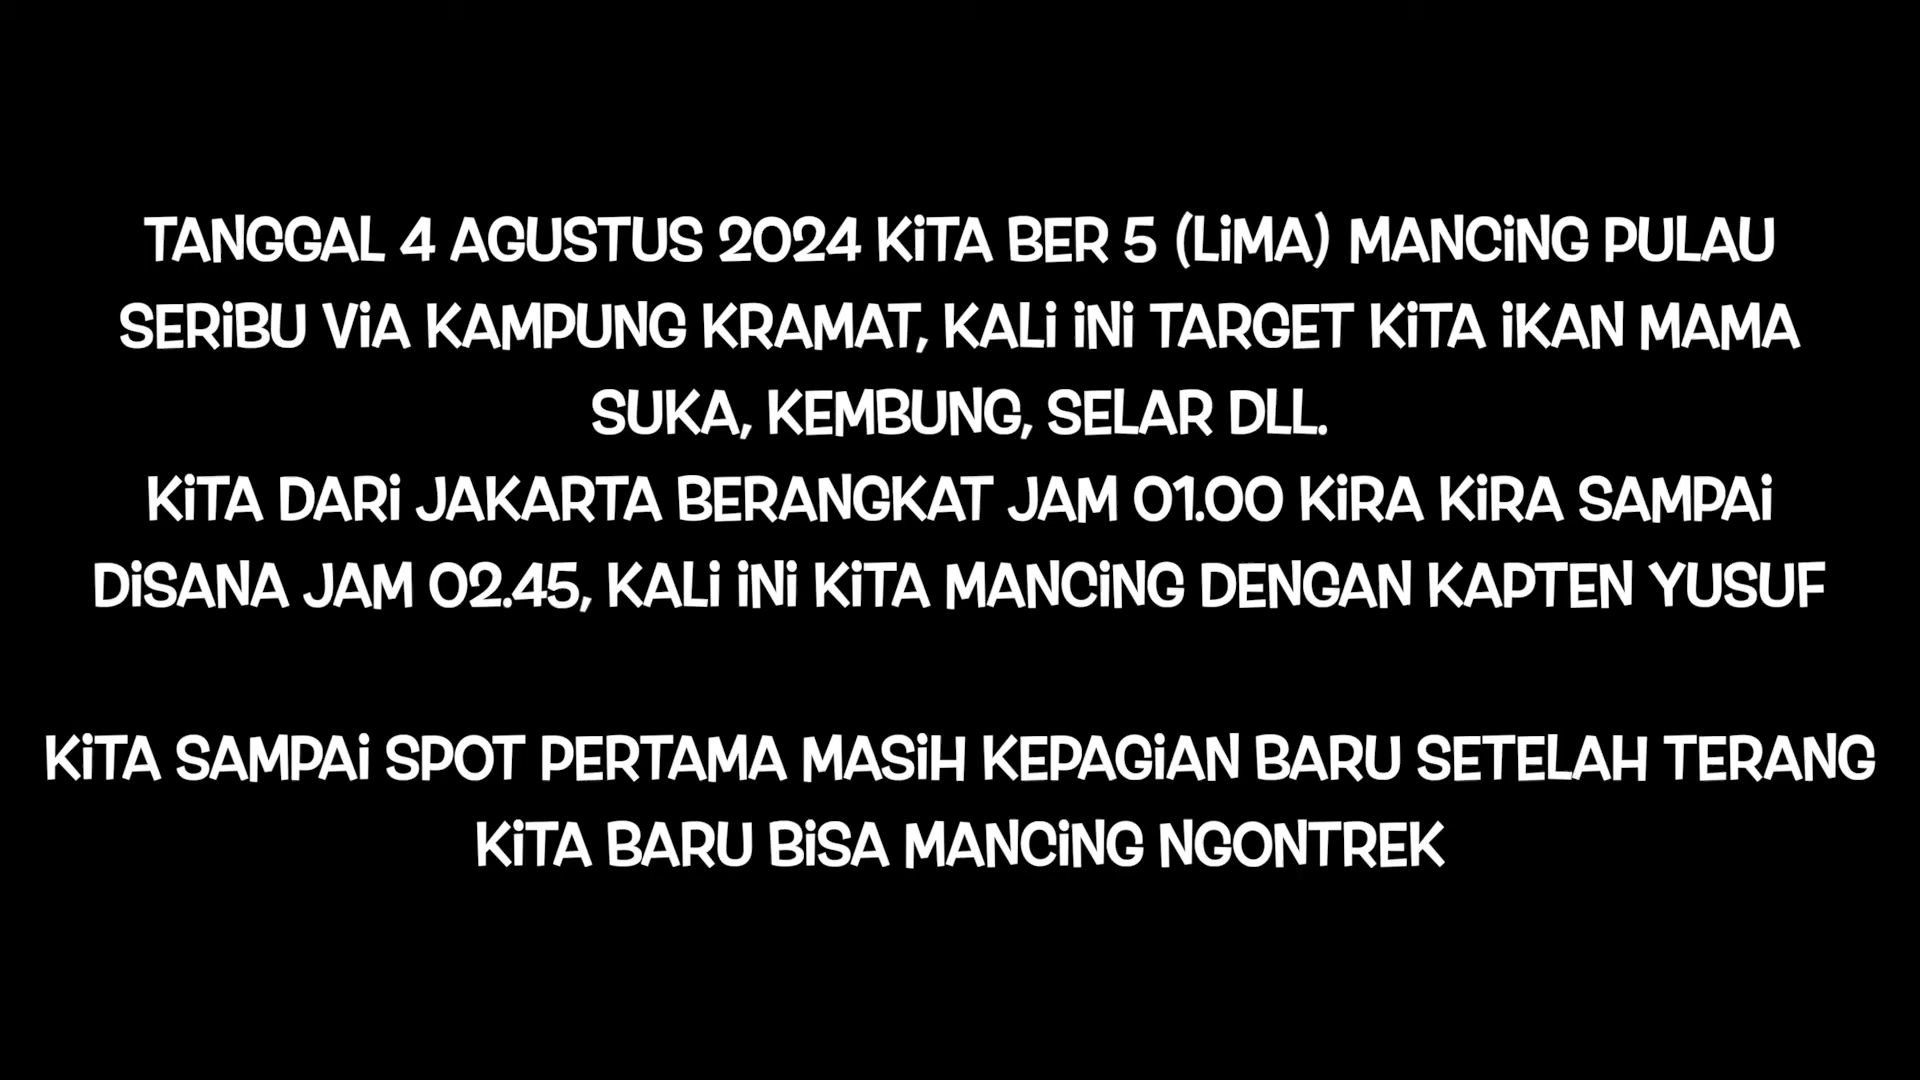 TANGGAL 4 AGUSTUS 2024 KiTA BER 5 (LiMA) MANCiNG PULAU
SERiBU ViA KAMPUNG KRAMAT, KALi iNi TARGET KiTA iKAN MAMA
SUKA, KEMBUNG, SELAR DLL.
KiTA DARi JAKARTA BERANGKAT JAM 01.00 KiRA KiRA SAMPAi
DiSANA JAM 02.45, KALi iNi KiTA MANCiNG DENGAN KAPTEN YUSUF
KiTA SAMPAi SPOT PERTAMA MASiH KEPAGiAN BARU SETELAH TERANG
KiTA BARU BiSA MANCiNG NGONTREK